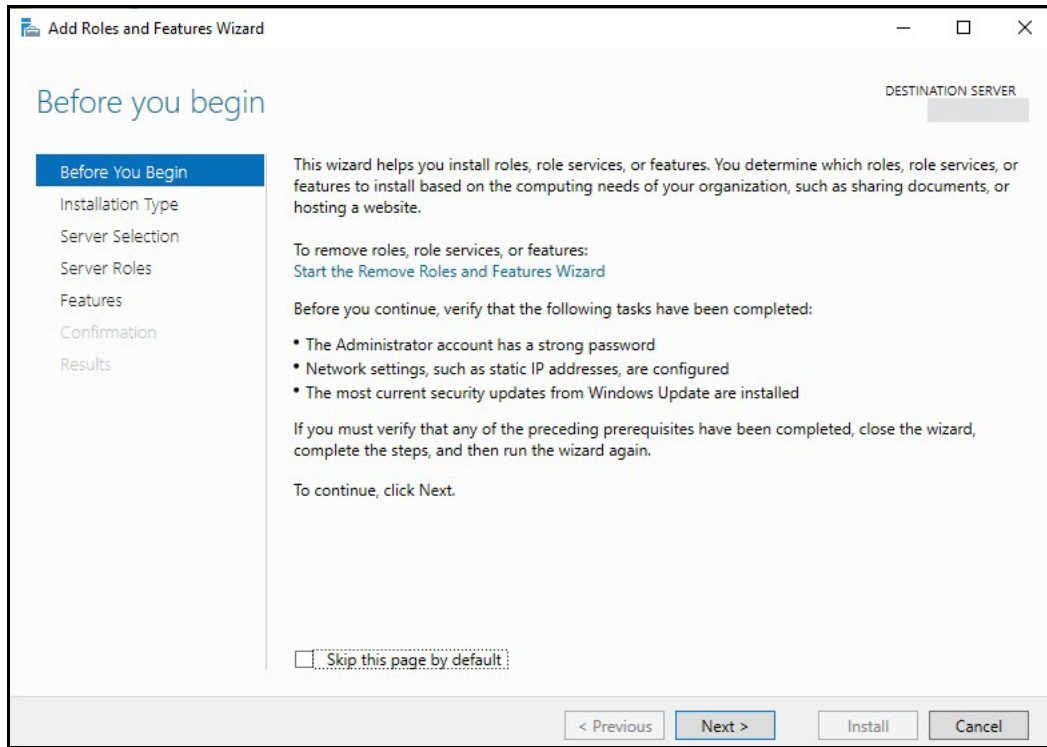 Add Roles and Features Wizard
Before you begin
DESTINATION SERVER
Before You Begin
Installation Type
Server Selection
Server Roles
Features
Confirmation
Results
This wizard helps you install roles, role services, or features. You determine which roles, role services, or
features to install based on the computing needs of your organization, such as sharing documents, or
hosting a website.
To remove roles, role services, or features:
Start the Remove Roles and Features Wizard
Before you continue, verify that the following tasks have been completed:
• The Administrator account has a strong password
• Network settings, such as static IP addresses, are configured
• The most current security updates from Windows Update are installed
If you must verify that any of the preceding prerequisites have been completed, close the wizard,
complete the steps, and then run the wizard again.
To continue, click Next.
Skip this page by default
< Previous Next > Install Cancel